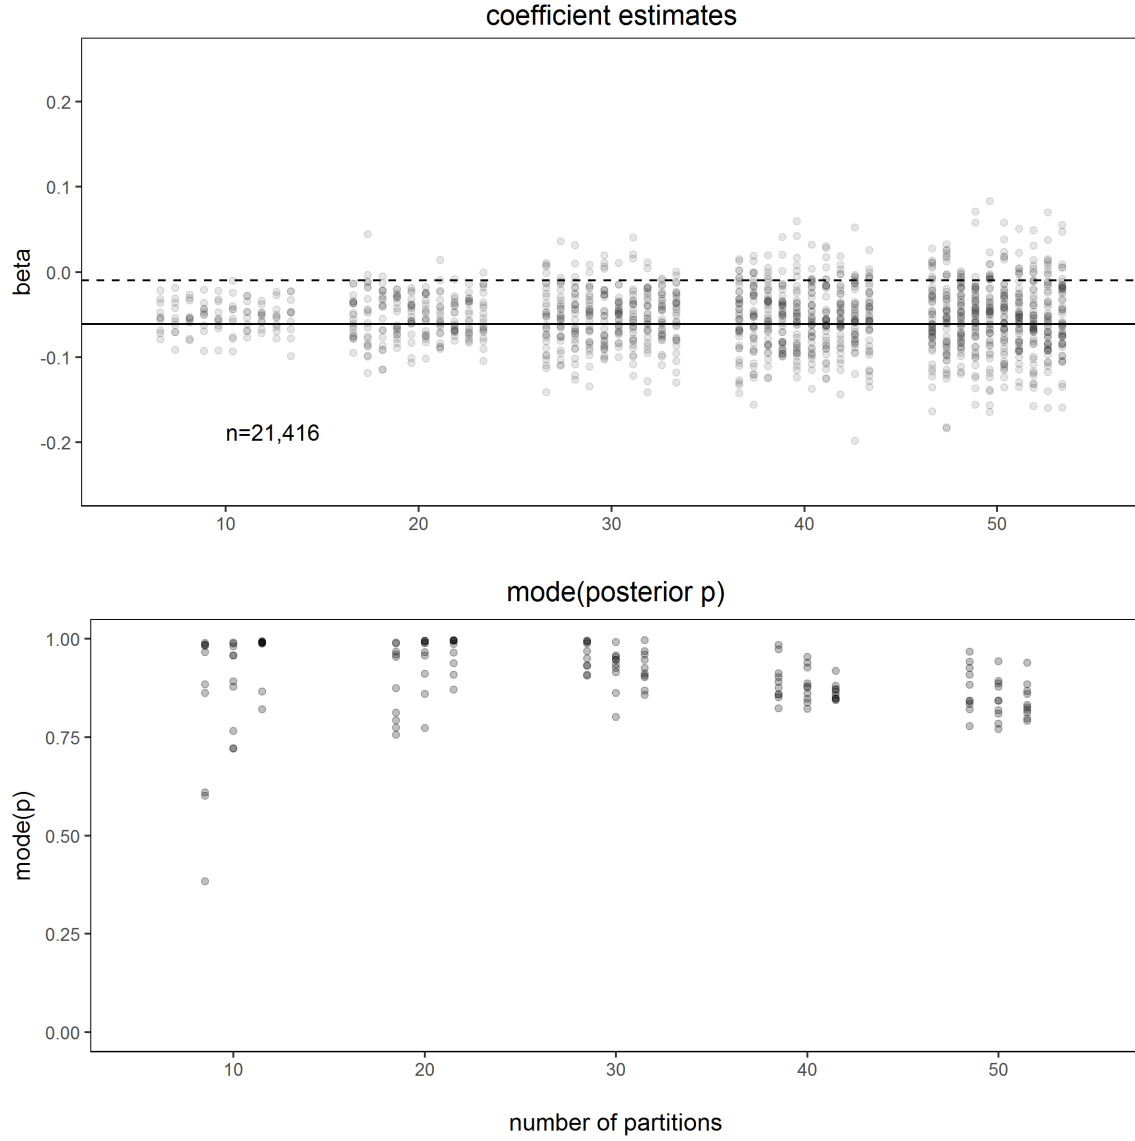 coefficient estimates
0.2
0.1
0.0
-0.1
-0.2
beta
n=21,416
10 20 30 40 50
mode(posterior p)
1.00
0.75
0.50
0.25
0.00
mode(p)
10 20 30 40 50
number of partitions